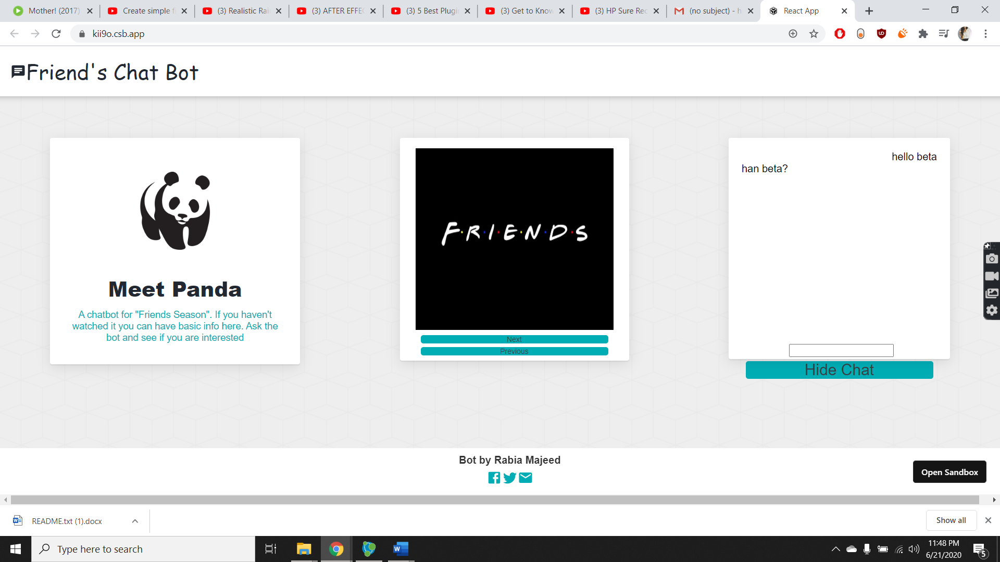 Mother! (2017)
Create simple fi
(3) Realistic Rai
(3) AFTER EFFEC
(3) 5 Best Plugi
(3) Get to Know
(3) HP Sure Rec
(no subject) - h
React App
kii9o.csb.app
Friend's Chat Bot
Meet Panda
A chatbot for "Friends Season". If you haven't
watched it you can have basic info here. Ask the
bot and see if you are interested
F·R·I·E·N·D·S
Next
Previous
hello beta
han beta?
Hide Chat
Bot by Rabia Majeed
Open Sandbox
README.txt (1).docx
Show all
Type here to search
11:48 PM
6/21/2020
5